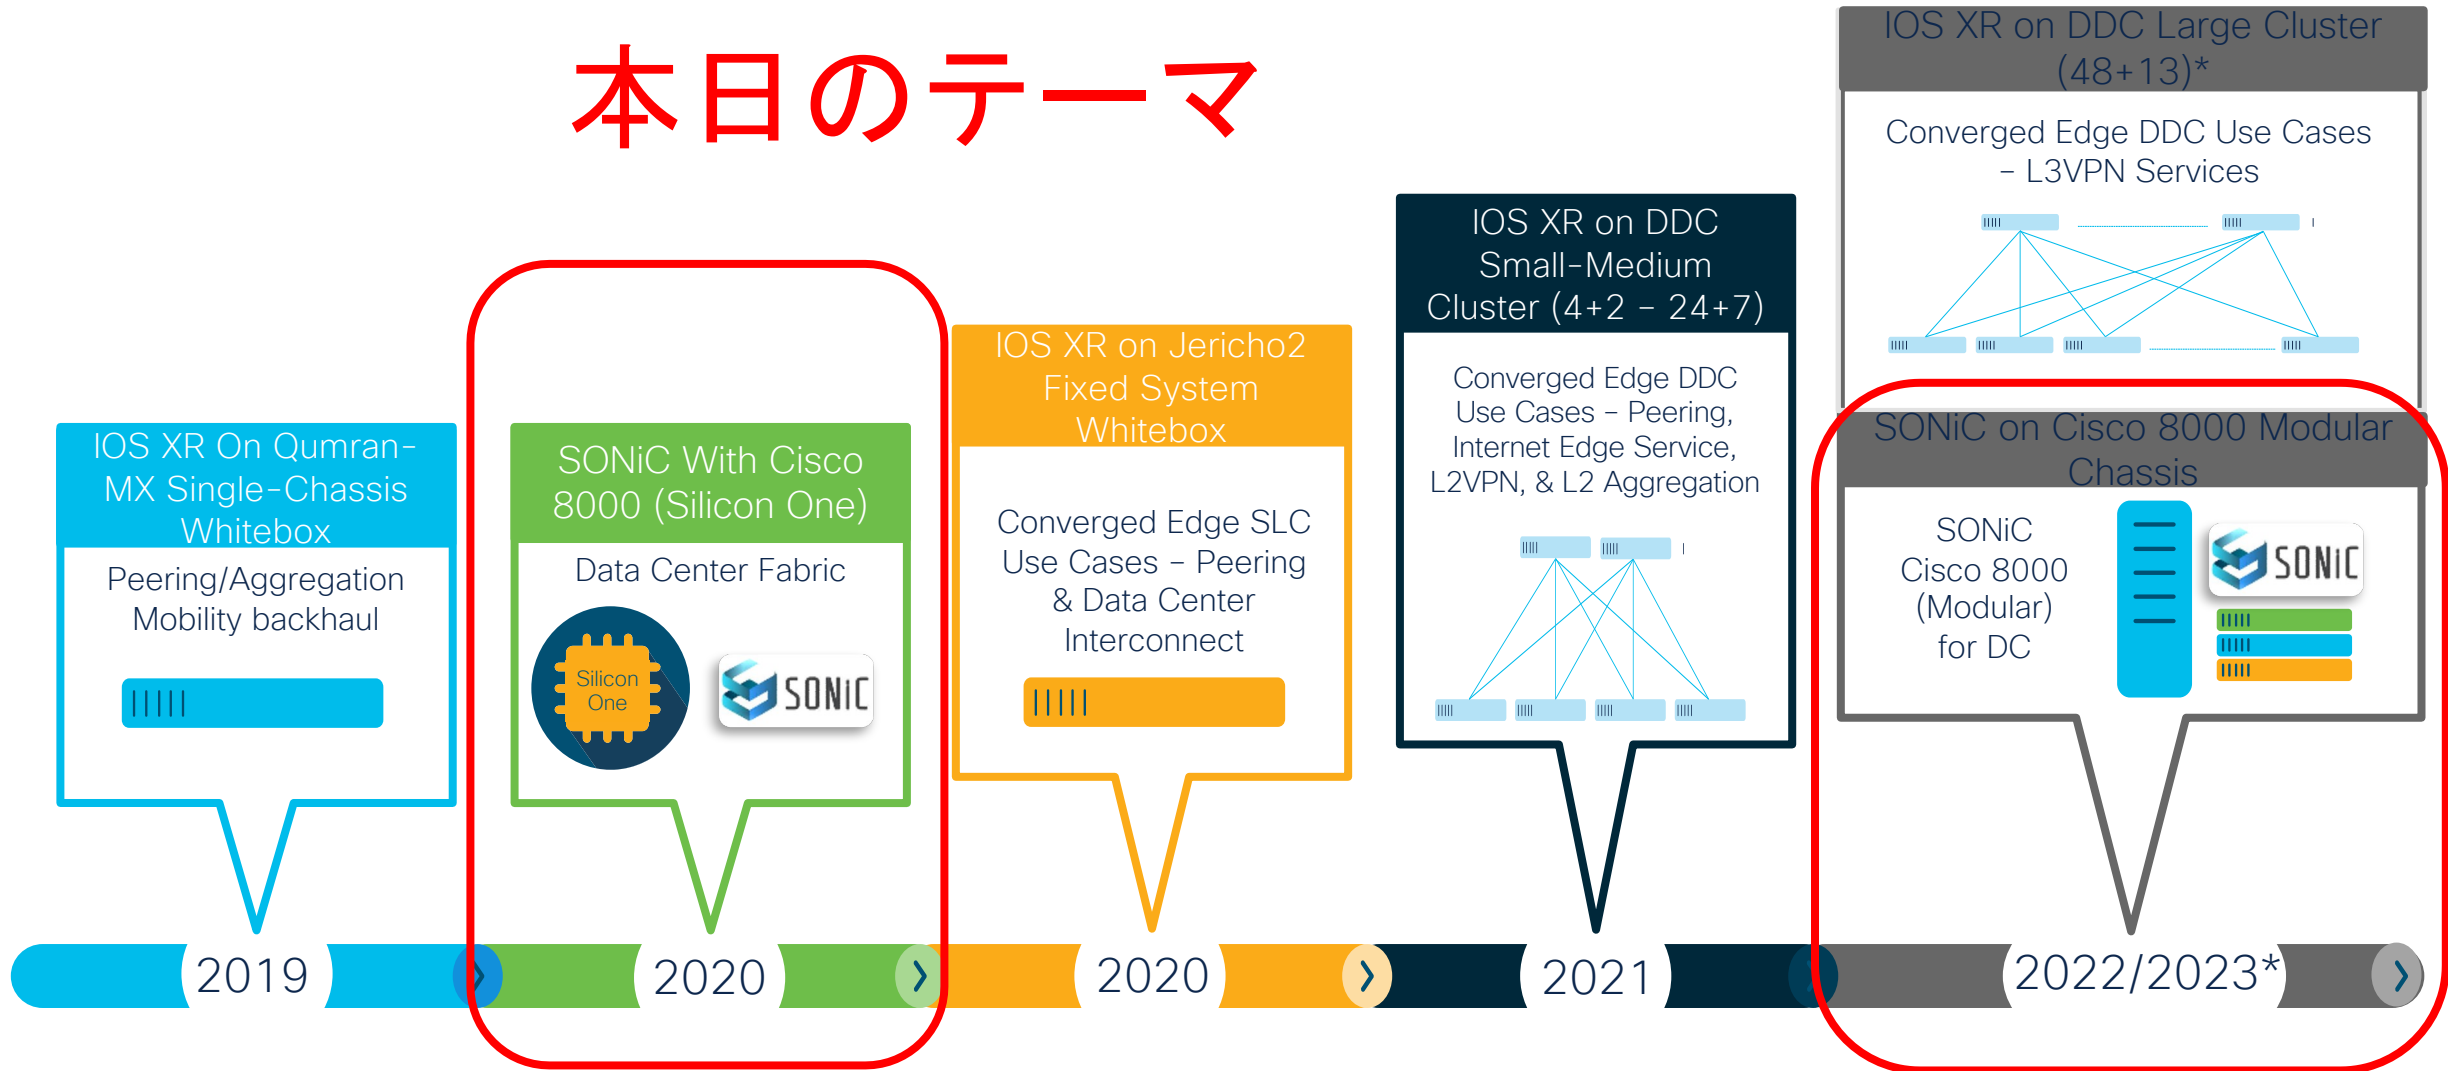 本日のテーマ
IOS XR On Qumran-
MX Single-Chassis
Whitebox
Peering/Aggregation
Mobility backhaul
2019
SONiC With Cisco
8000 (Silicon One)
Data Center Fabric
Silicon
One
SONiC
2020
IOS XR on Jericho2
Fixed System
Whitebox
Converged Edge SLC
Use Cases – Peering
& Data Center
Interconnect
2020
IOS XR on DDC
Small-Medium
Cluster (4+2 – 24+7)
Converged Edge DDC
Use Cases – Peering,
Internet Edge Service,
L2VPN, & L2 Aggregation
2021
IOS XR on DDC Large Cluster
(48+13)*
Converged Edge DDC Use Cases
– L3VPN Services
SONiC on Cisco 8000 Modular
Chassis
SONiC
Cisco 8000
(Modular)
for DC
SONiC
2022/2023*